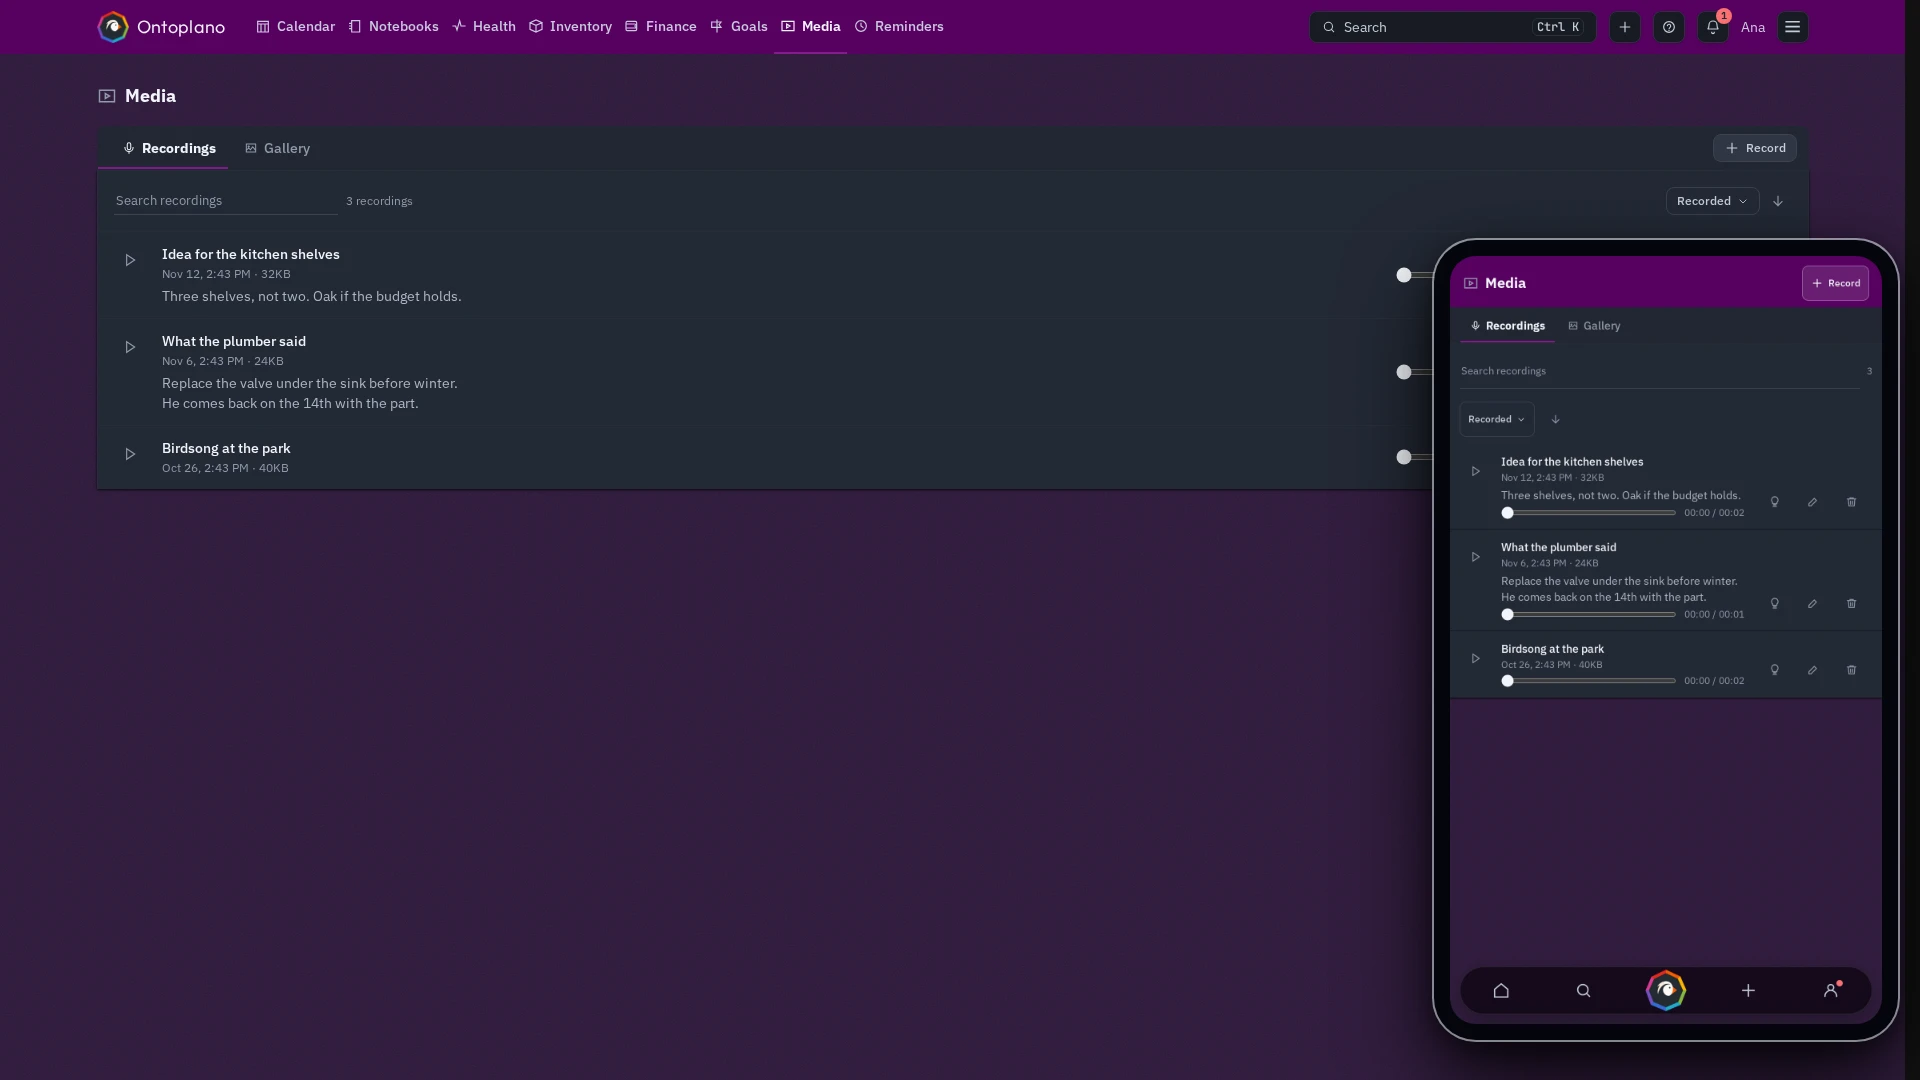 Ontoplano
Calendar
Notebooks
Health
Inventory
Finance
Goals
Media
Reminders
Search
Ctrl K
1
Ana
Media
Recordings
Gallery
Record
Search recordings
3 recordings
Recorded
Idea for the kitchen shelves
Nov 12, 2:43 PM · 32KB
Three shelves, not two. Oak if the budget holds.
What the plumber said
Nov 6, 2:43 PM · 24KB
Replace the valve under the sink before winter.
He comes back on the 14th with the part.
Birdsong at the park
Oct 26, 2:43 PM · 40KB
Media
Record
Recordings
Gallery
Search recordings
3
Recorded
Idea for the kitchen shelves
Nov 12, 2:43 PM · 32KB
Three shelves, not two. Oak if the budget holds.
00:00 / 00:02
What the plumber said
Nov 6, 2:43 PM · 24KB
Replace the valve under the sink before winter.
He comes back on the 14th with the part.
00:00 / 00:01
Birdsong at the park
Oct 26, 2:43 PM · 40KB
00:00 / 00:02